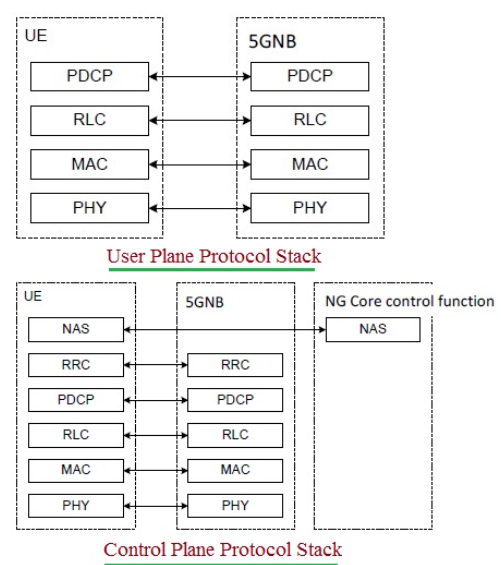 UE
5GNB
PDCP PDCP
RLC RLC
MAC MAC
PHY PHY
User Plane Protocol Stack
UE
5GNB
NG Core control function
NAS NAS
RRC RRC
PDCP PDCP
RLC RLC
MAC MAC
PHY PHY
Control Plane Protocol Stack